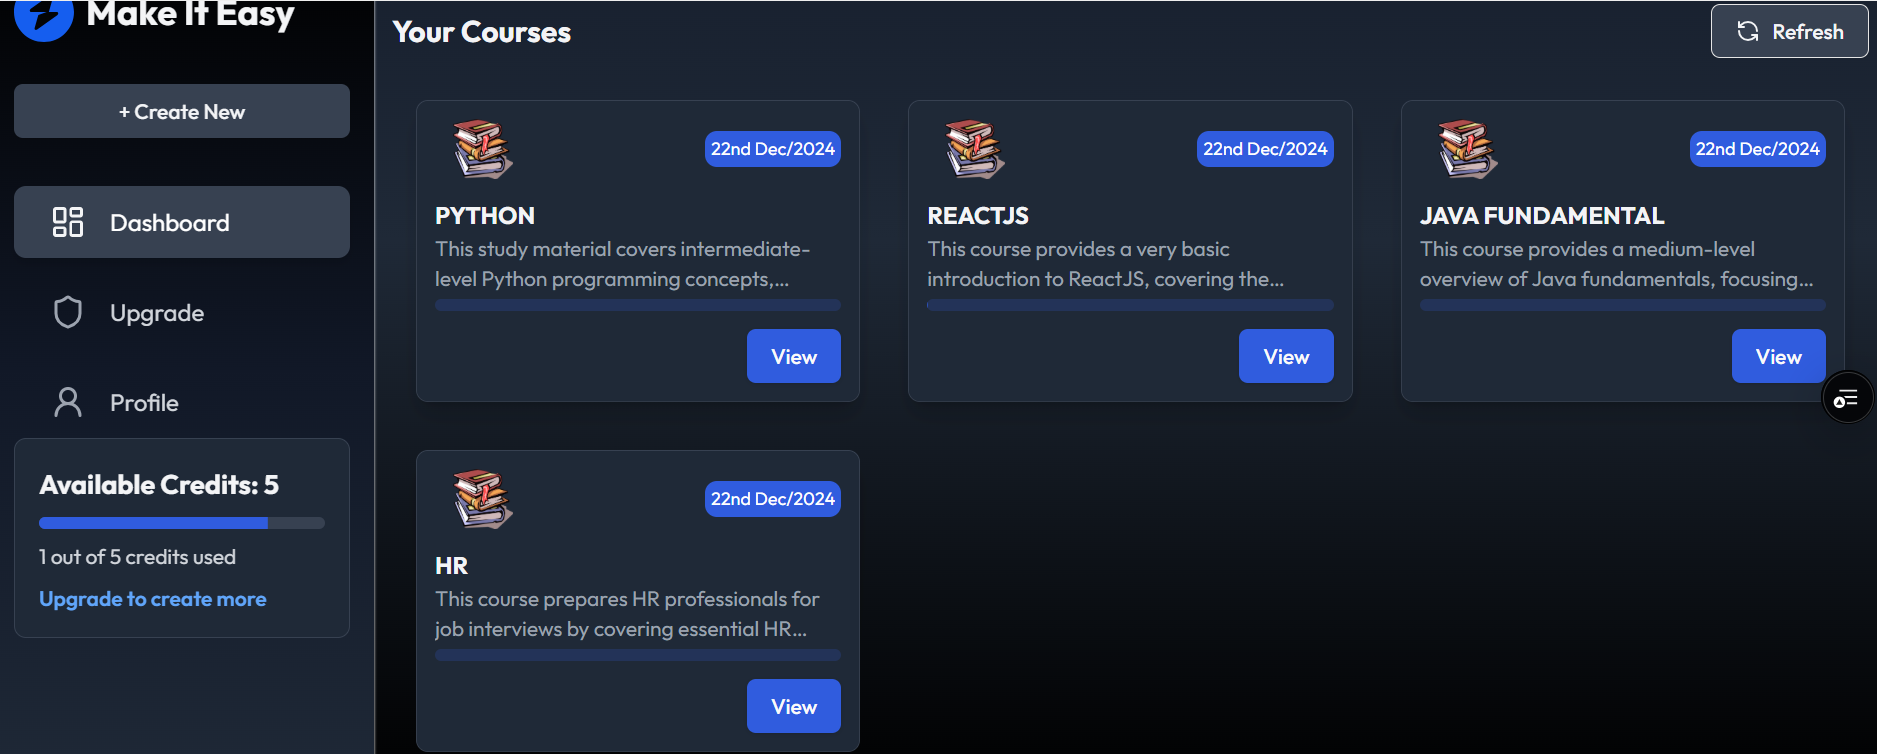 Make It Easy
+ Create New
Dashboard
Upgrade
Profile
Available Credits: 5
1 out of 5 credits used
Upgrade to create more
Your Courses
Refresh
22nd Dec/2024
PYTHON
This study material covers intermediate-
level Python programming concepts,...
View
22nd Dec/2024
REACTJS
This course provides a very basic
introduction to ReactJS, covering the...
View
22nd Dec/2024
JAVA FUNDAMENTAL
This course provides a medium-level
overview of Java fundamentals, focusing...
View
22nd Dec/2024
HR
This course prepares HR professionals for
job interviews by covering essential HR...
View